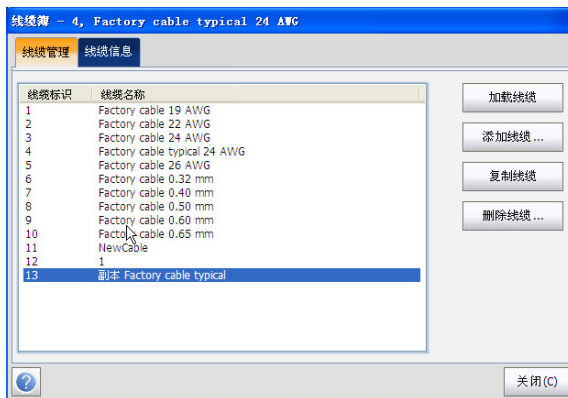 线缆簿 - 4, Factory cable typical 24 AWG
线缆管理 线缆信息
线缆标识 线缆名称
1 Factory cable 19 AWG
2 Factory cable 22 AWG
3 Factory cable 24 AWG
4 Factory cable typical 24 AWG
5 Factory cable 26 AWG
6 Factory cable 0.32 mm
7 Factory cable 0.40 mm
8 Factory cable 0.50 mm
9 Factory cable 0.60 mm
10 Factory cable 0.65 mm
11 NewCable
12 1
13 副本 Factory cable typical
加载线缆
添加线缆 ...
复制线缆
删除线缆 ...
?
关闭(C)